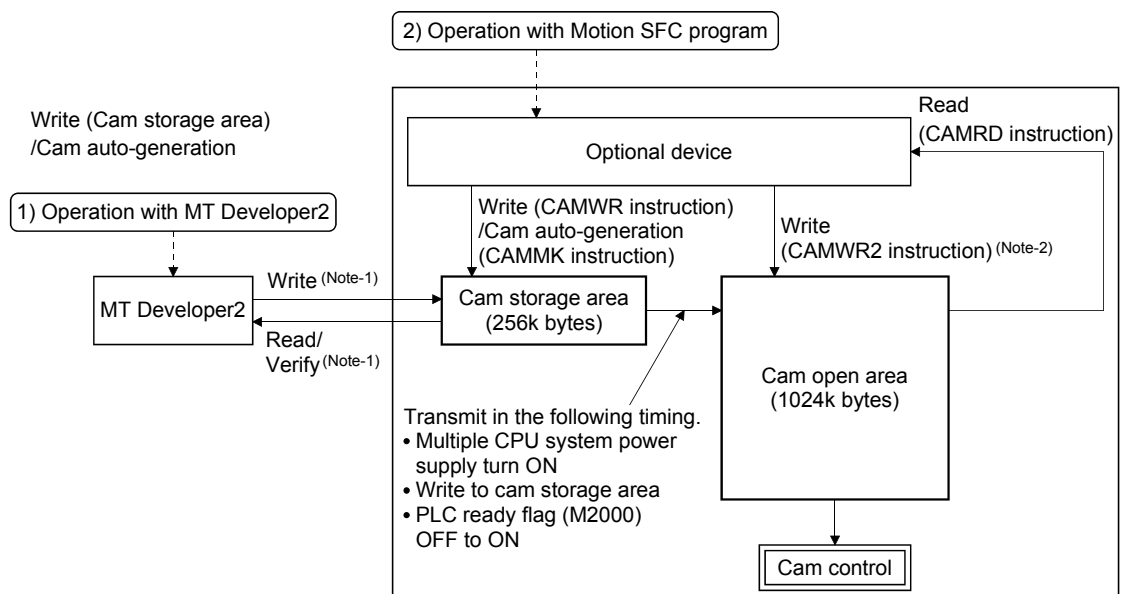 2) Operation with Motion SFC program
Write (Cam storage area)
/Cam auto-generation
1) Operation with MT Developer2
MT Developer2
Write (Note-1)
Read/
Verify (Note-1)
Optional device
Read
(CAMRD instruction)
Write (CAMWR instruction)
/Cam auto-generation
(CAMMK instruction)
Write
(CAMWR2 instruction) (Note-2)
Cam storage area
(256k bytes)
Cam open area
(1024k bytes)
Transmit in the following timing.
• Multiple CPU system power
supply turn ON
• Write to cam storage area
• PLC ready flag (M2000)
OFF to ON
Cam control